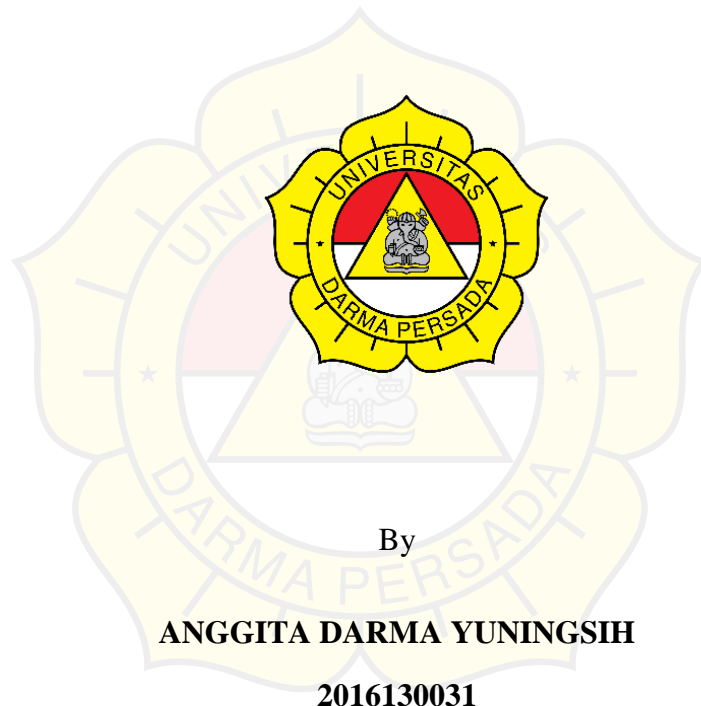 UNIVERSITAS
DARMA PERSADA
By
ANGGITA DARMA YUNINGSIH
2016130031